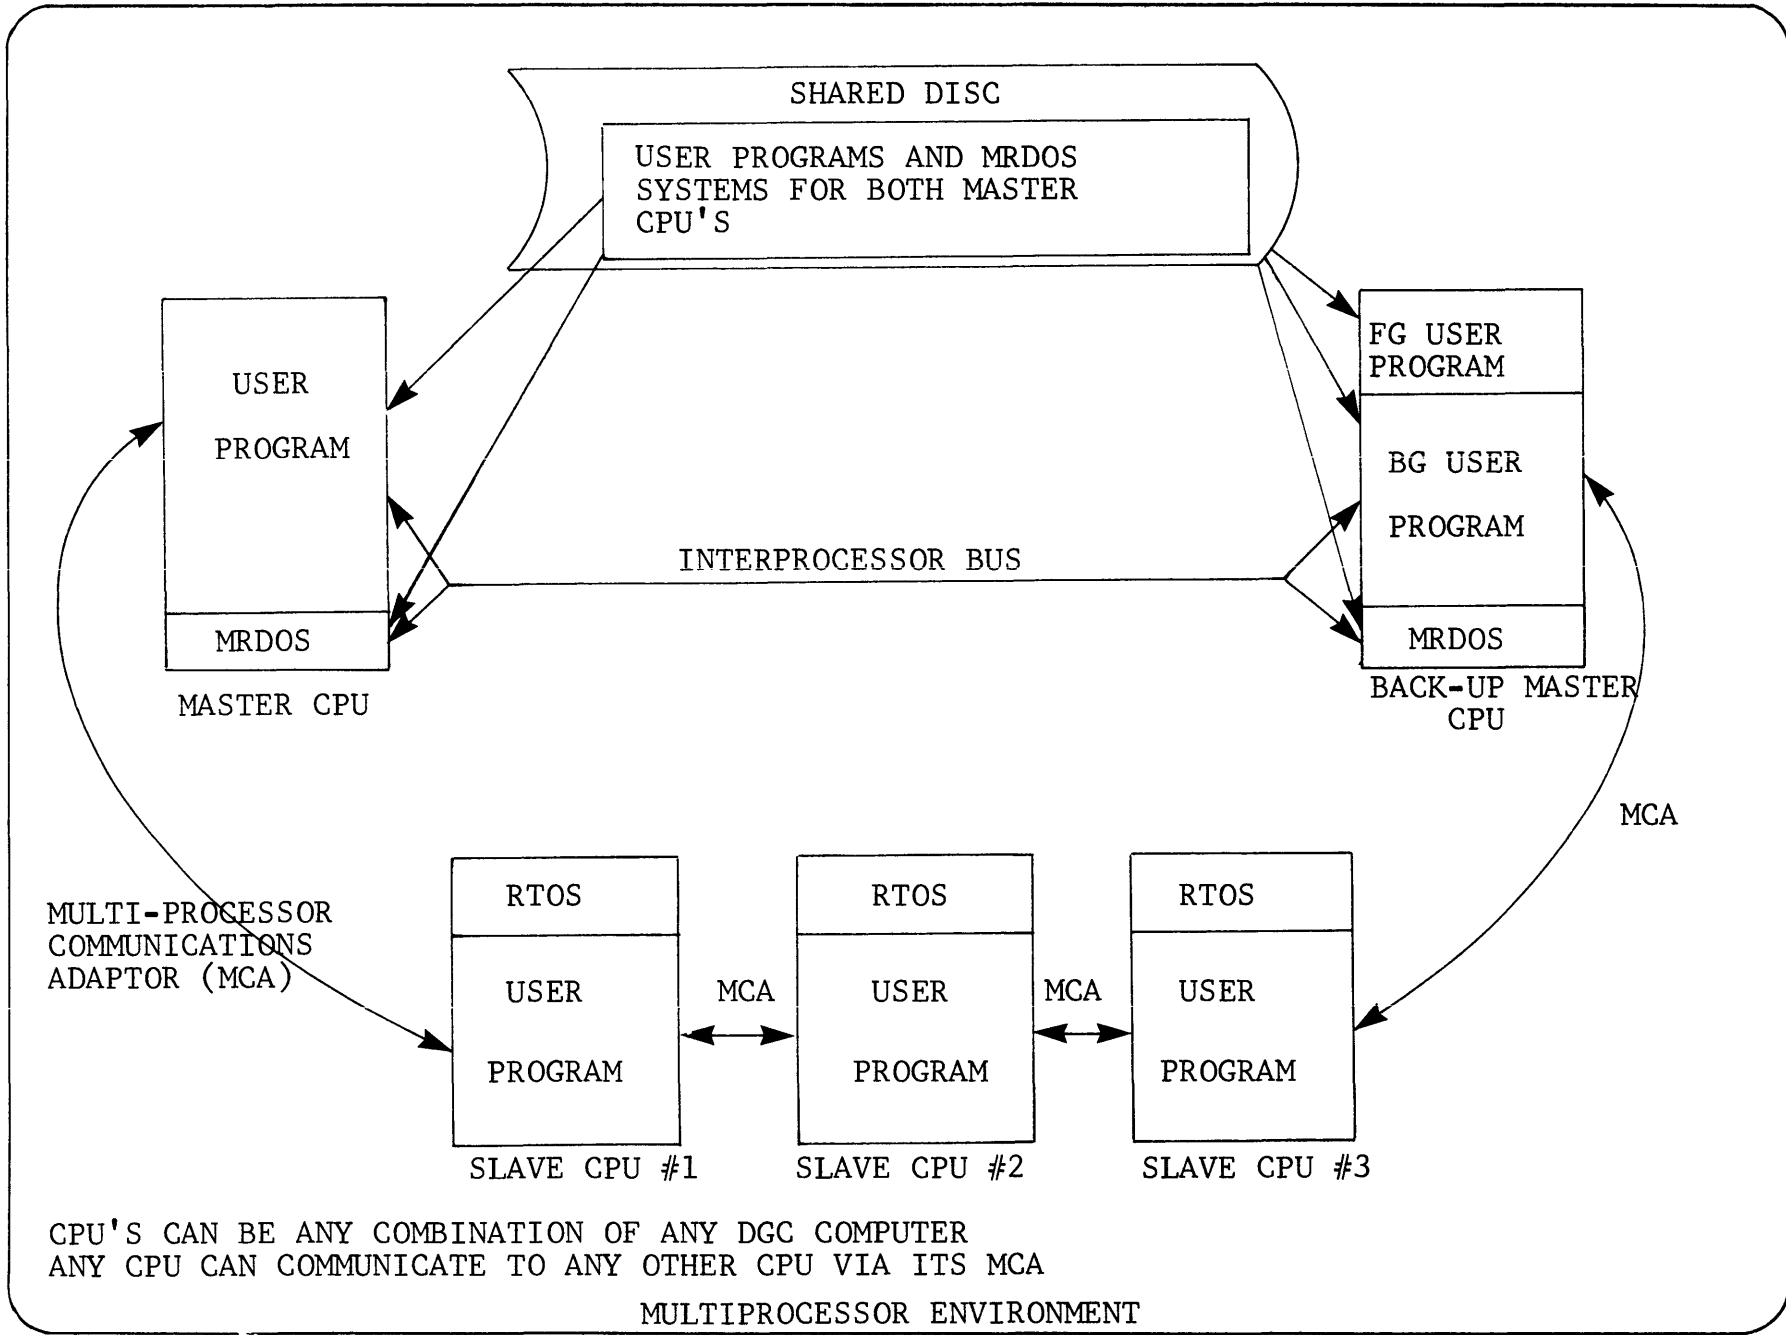 SHARED DISC
USER PROGRAMS AND MRDOS
SYSTEMS FOR BOTH MASTER
CPU'S
USER
PROGRAM
MRDOS
MASTER CPU
FG USER
PROGRAM
BG USER
PROGRAM
MRDOS
BACK-UP MASTER
CPU
INTERPROCESSOR BUS
MCA
MULTI-PROCESSOR
COMMUNICATIONS
ADAPTOR (MCA)
RTOS
USER
PROGRAM
SLAVE CPU #1
MCA
RTOS
USER
PROGRAM
SLAVE CPU #2
MCA
RTOS
USER
PROGRAM
SLAVE CPU #3
CPU'S CAN BE ANY COMBINATION OF ANY DGC COMPUTER
ANY CPU CAN COMMUNICATE TO ANY OTHER CPU VIA ITS MCA
MULTIPROCESSOR ENVIRONMENT